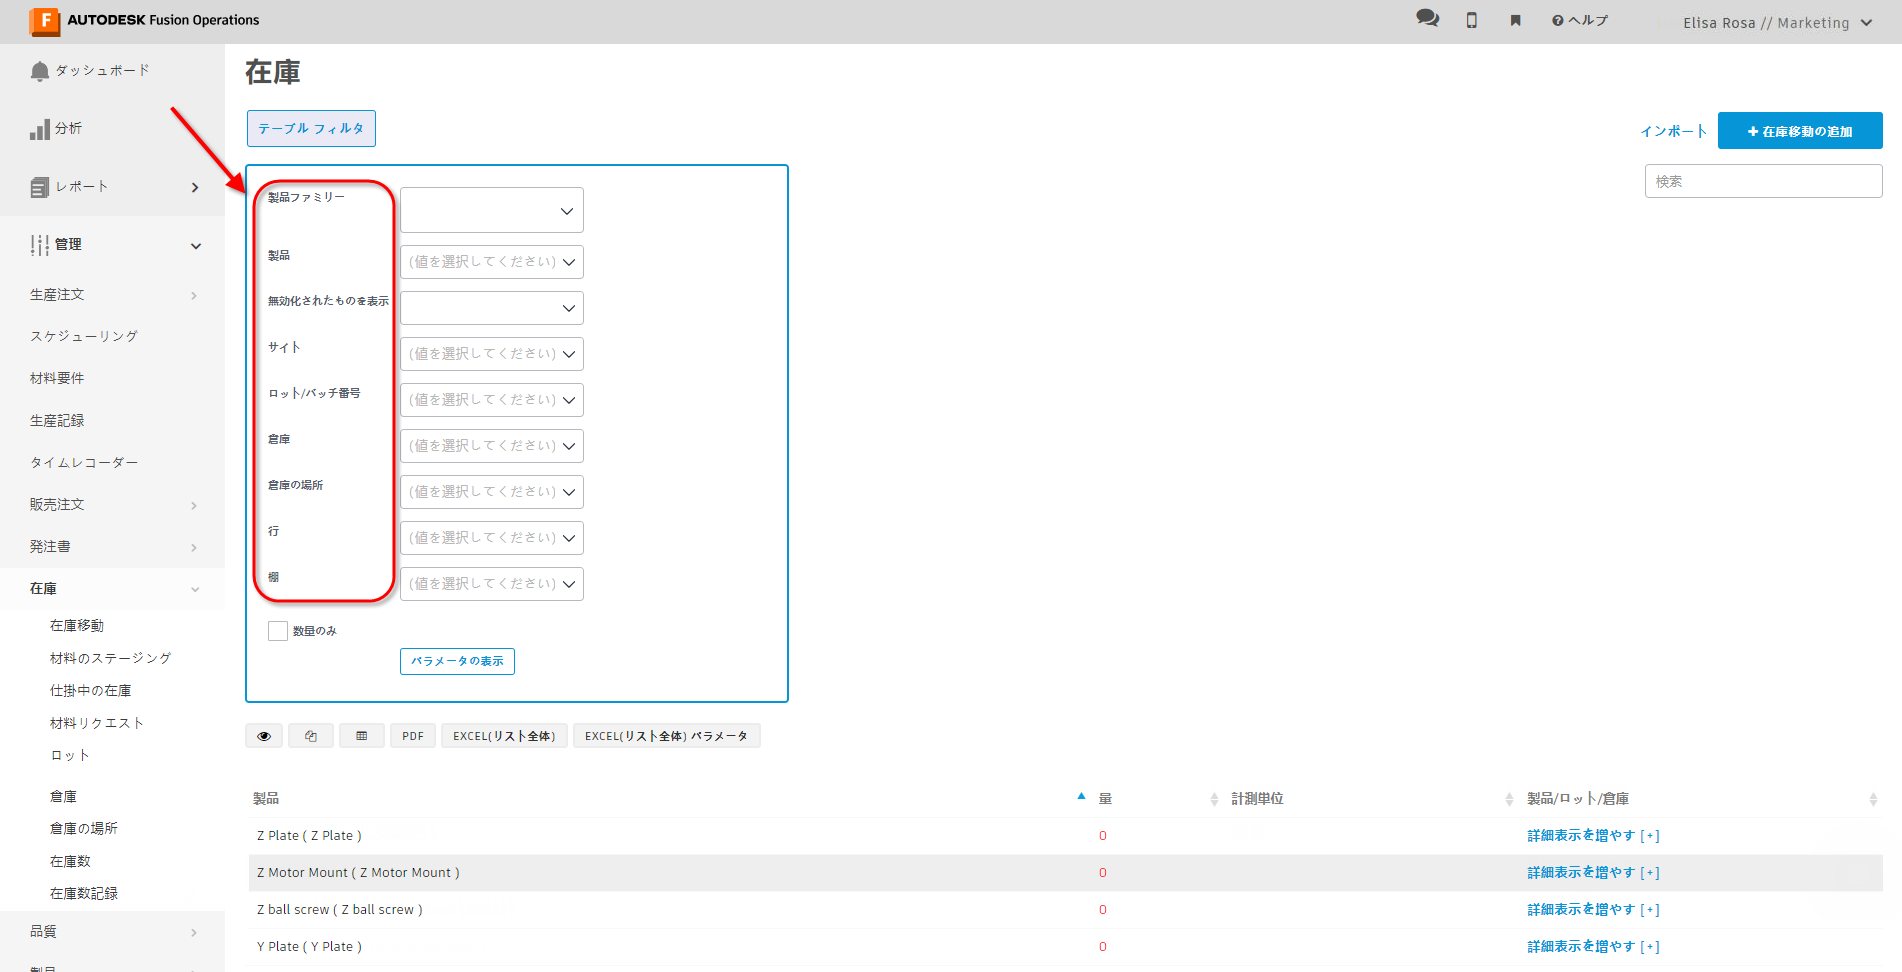 F AUTODESK Fusion Operations
ヘルプ
Elisa Rosa // Marketing
ダッシュボード
分析
レポート
管理
生産注文
スケジューリング
材料要件
生産記録
タイムレコーダー
販売注文
発注書
在庫
在庫移動
材料のステージング
仕掛中の在庫
材料リクエスト
ロット
倉庫
倉庫の場所
在庫数
在庫数記録
品質
在庫
テーブル フィルタ
インポート
+ 在庫移動の追加
検索
製品ファミリー
製品 (値を選択してください)
無効化されたものを表示
サイト (値を選択してください)
ロット/バッチ番号 (値を選択してください)
倉庫 (値を選択してください)
倉庫の場所 (値を選択してください)
行 (値を選択してください)
棚 (値を選択してください)
数量のみ
パラメータの表示
PDF EXCEL(リスト全体) EXCEL(リスト全体) パラメータ
製品 量 計測単位 製品/ロット/倉庫
Z Plate ( Z Plate ) 0 詳細表示を増やす [+]
Z Motor Mount ( Z Motor Mount ) 0 詳細表示を増やす [+]
Z ball screw ( Z ball screw ) 0 詳細表示を増やす [+]
Y Plate ( Y Plate ) 0 詳細表示を増やす [+]